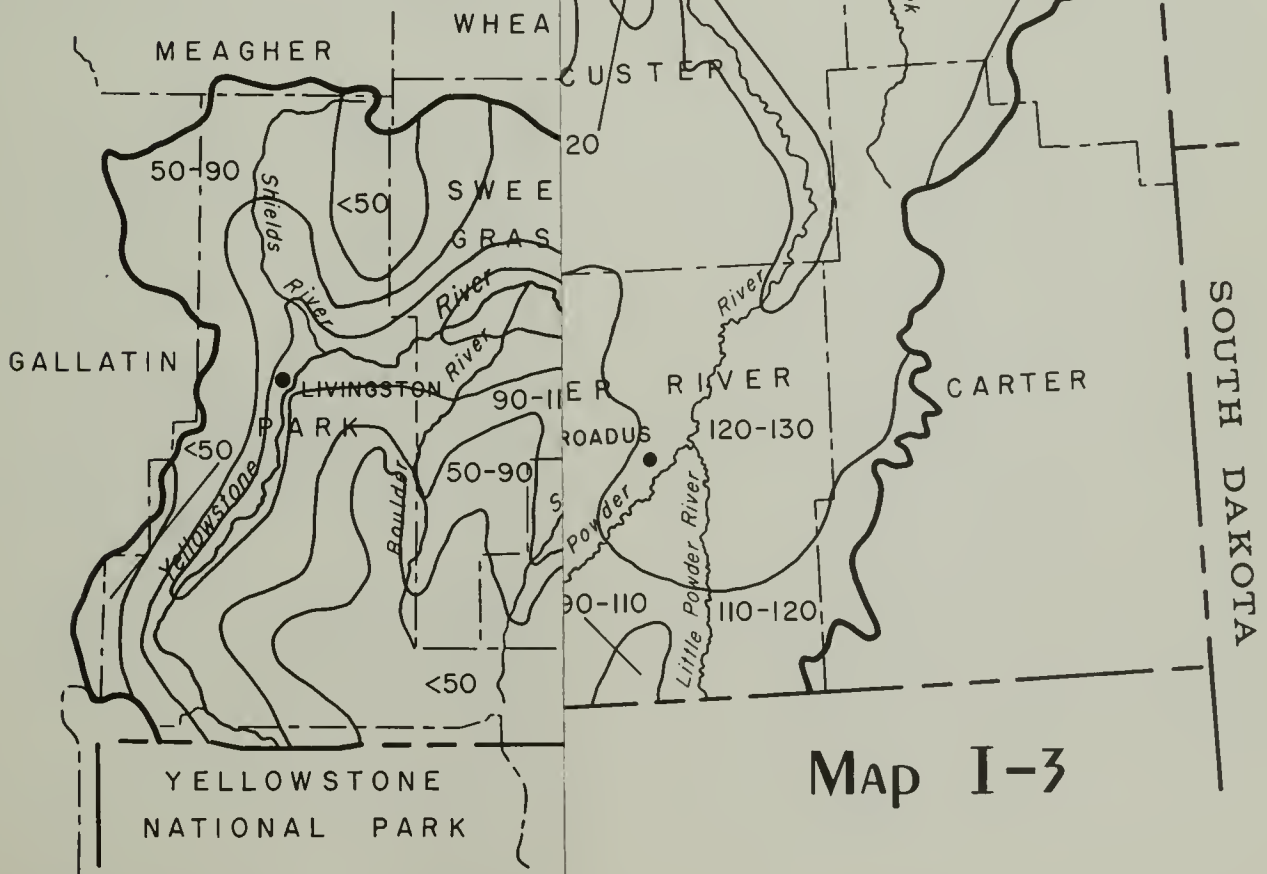 MEAGHER
WHEA
50-90
<50
Shields
River
SWEE
GRAS
River
River
GALLATIN
LIVINGSTON
PARK
90-11
<50
Yellowstone
Boulder
50-90
S
<50
YELLOWSTONE
NATIONAL PARK
CUSTER
20
k
River
ER RIVER
CARTER
ROADUS
120-130
Powder
Little Powder River
90-110
110-120
SOUTH DAKOTA
MAP I-3